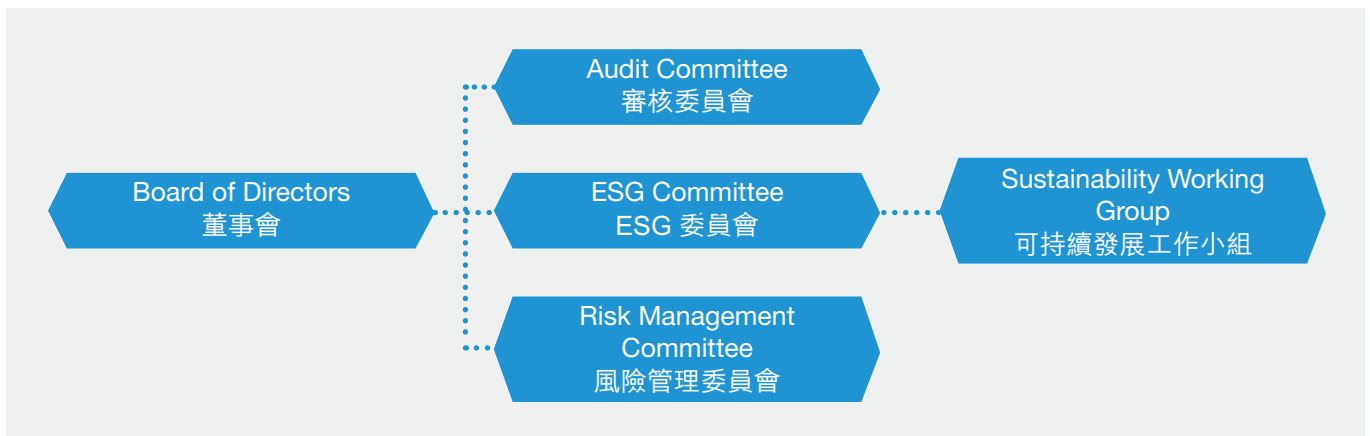 Audit Committee
審核委員會
Board of Directors
董事會
ESG Committee
ESG 委員會
Sustainability Working
Group
可持續發展工作小組
Risk Management
Committee
風險管理委員會